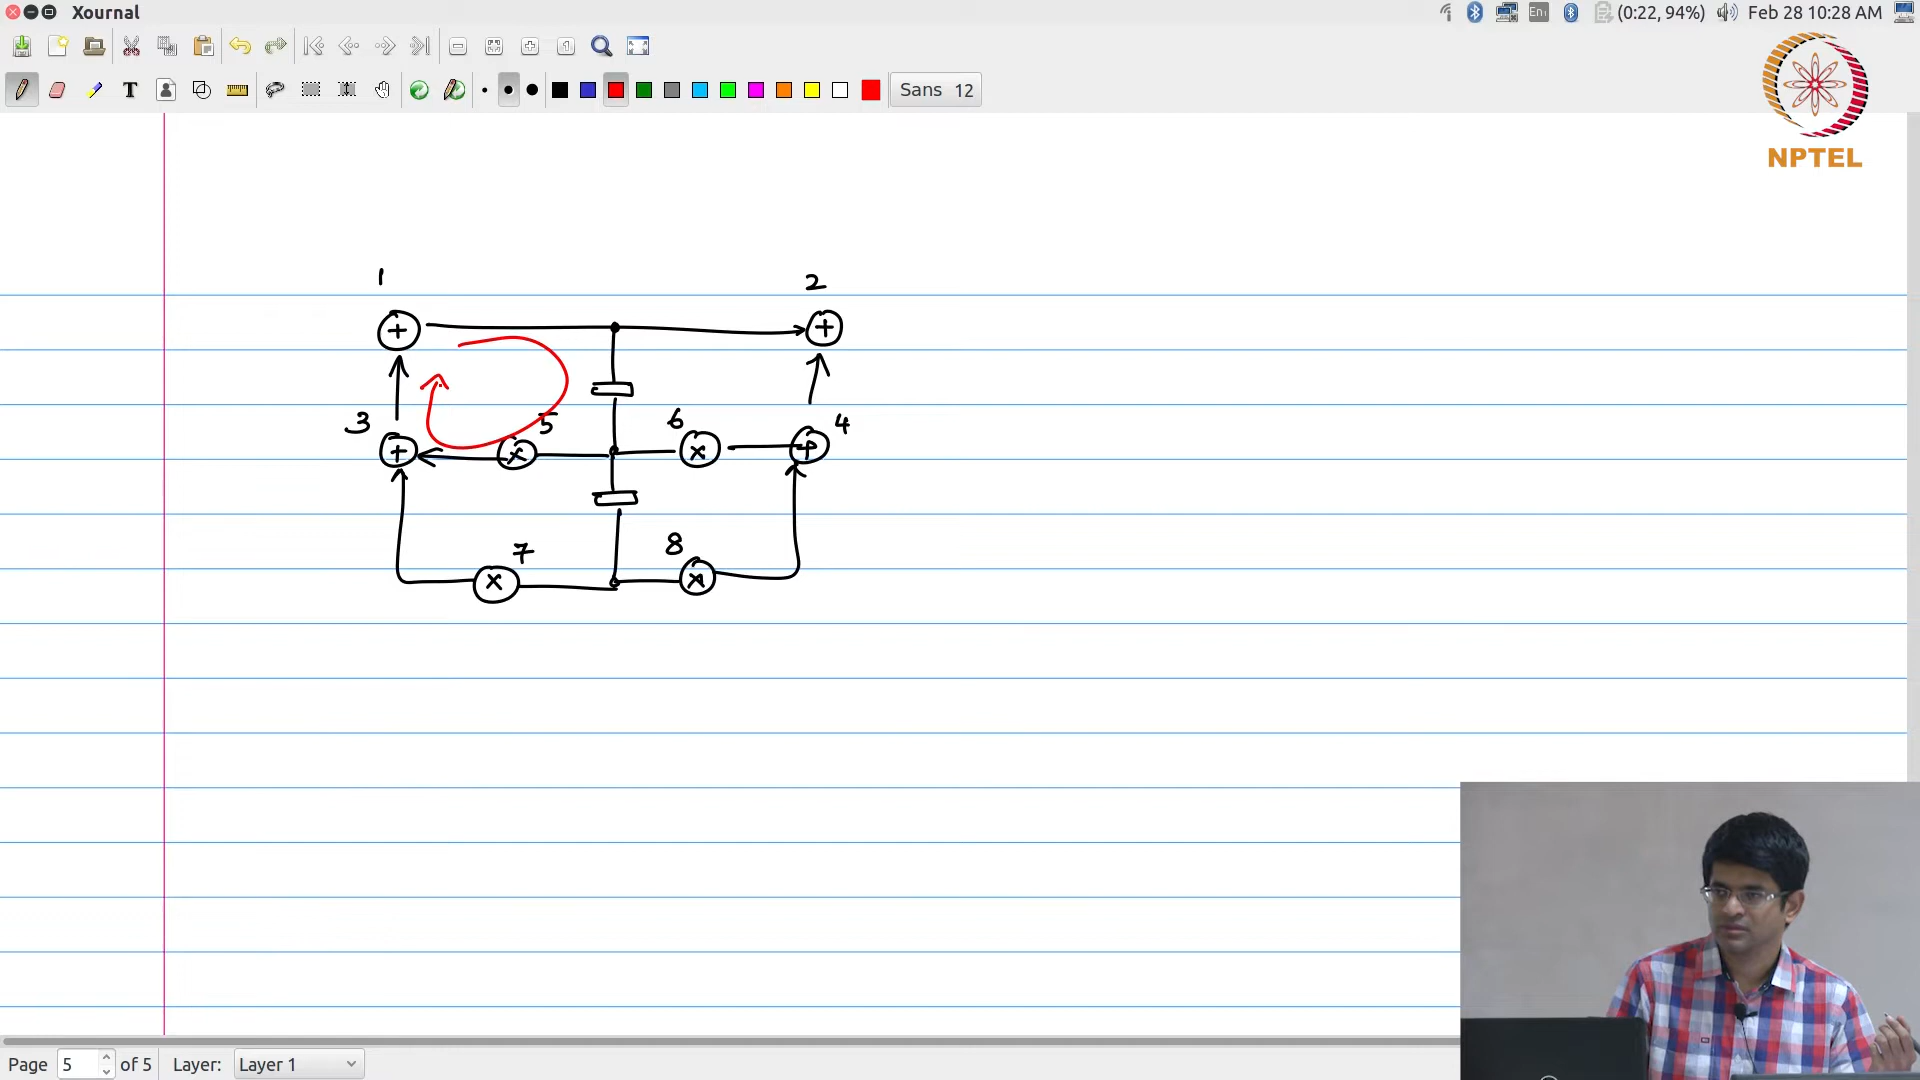 Xournal
En1
(0:22, 94%)
Feb 28 10:28 AM
T
Sans 12
NPTEL
1
2
+
+
3
5
6
4
+
x
x
+
7
8
x
x
Page 5 of 5 Layer: Layer 1